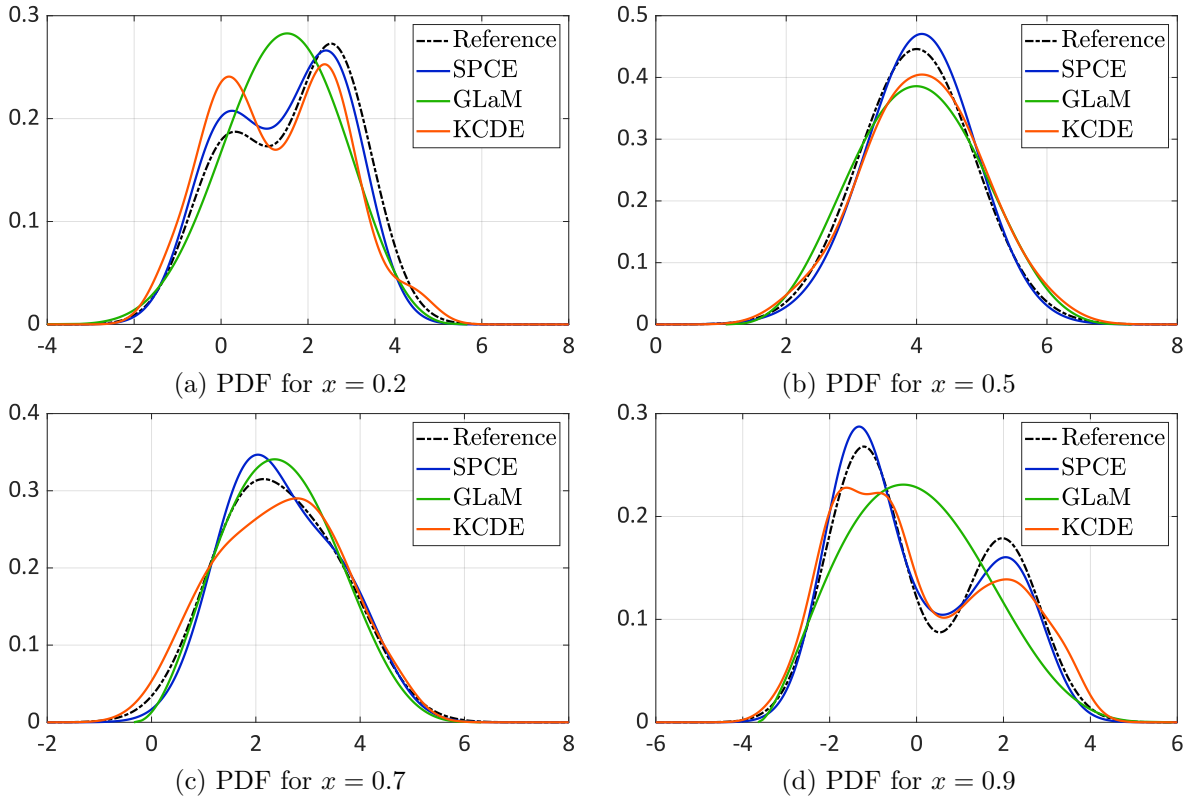 0.3
0.2
0.1
0
-4 -2 0 2 4 6 8
Reference
SPCE
GLaM
KCDE
(a) PDF for x = 0.2
0.5
0.4
0.3
0.2
0.1
0
0 2 4 6 8
Reference
SPCE
GLaM
KCDE
(b) PDF for x = 0.5
0.4
0.3
0.2
0.1
0
-2 0 2 4 6 8
Reference
SPCE
GLaM
KCDE
(c) PDF for x = 0.7
0.3
0.2
0.1
0
-6 -4 -2 0 2 4 6
Reference
SPCE
GLaM
KCDE
(d) PDF for x = 0.9